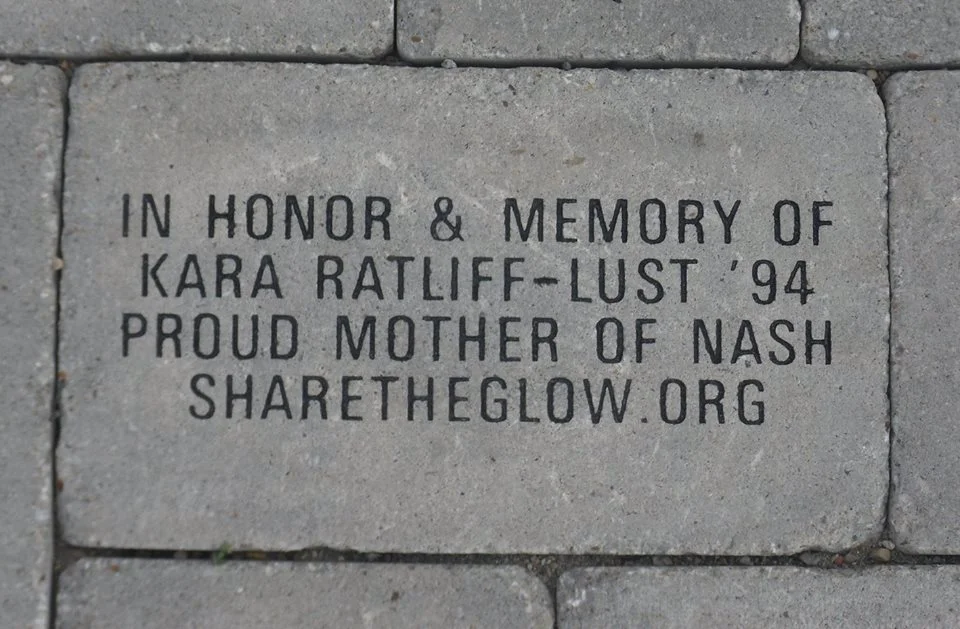 IN HONOR & MEMORY OF
KARA RATLIFF-LUST '94
PROUD MOTHER OF NASH
SHARETHEGLOW.ORG